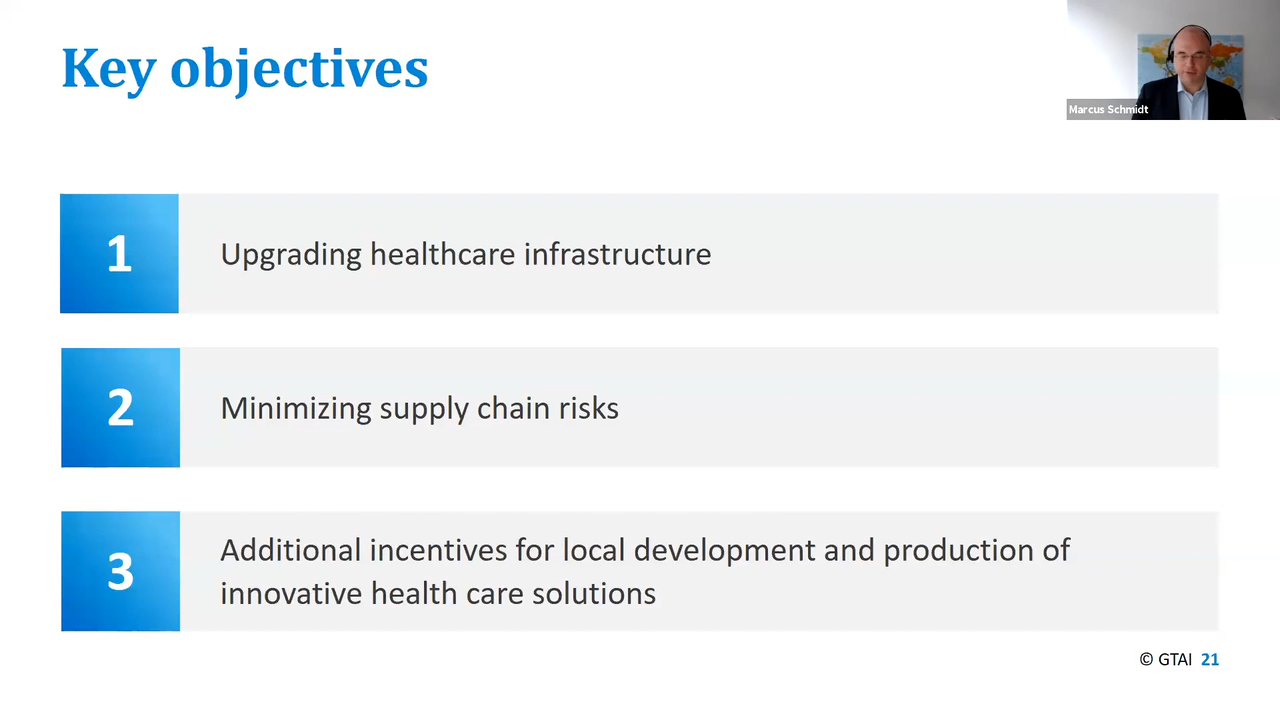 Key objectives
Marcus Schmidt
1
Upgrading healthcare infrastructure
2
Minimizing supply chain risks
3
Additional incentives for local development and production of
innovative health care solutions
© GTAI 21